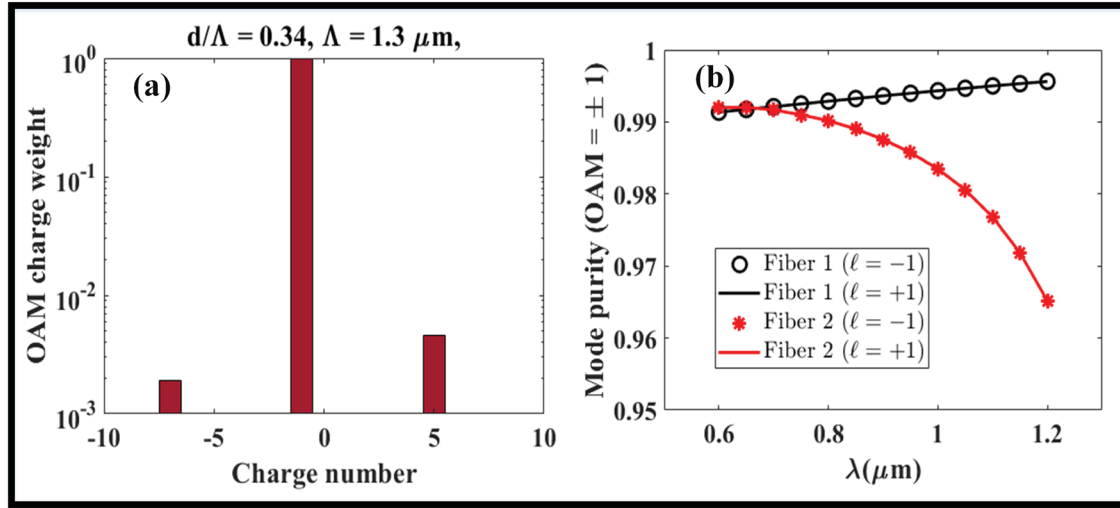 d/Λ = 0.34, Λ = 1.3 μm,
(a)
OAM charge weight
10^0
10^-1
10^-2
10^-3
-10
-5
0
5
10
Charge number
(b)
Mode purity (OAM = ± 1)
1
0.99
0.98
0.97
0.96
0.95
Fiber 1 (ℓ = −1)
Fiber 1 (ℓ = +1)
Fiber 2 (ℓ = −1)
Fiber 2 (ℓ = +1)
0.6
0.8
1
1.2
λ(μm)